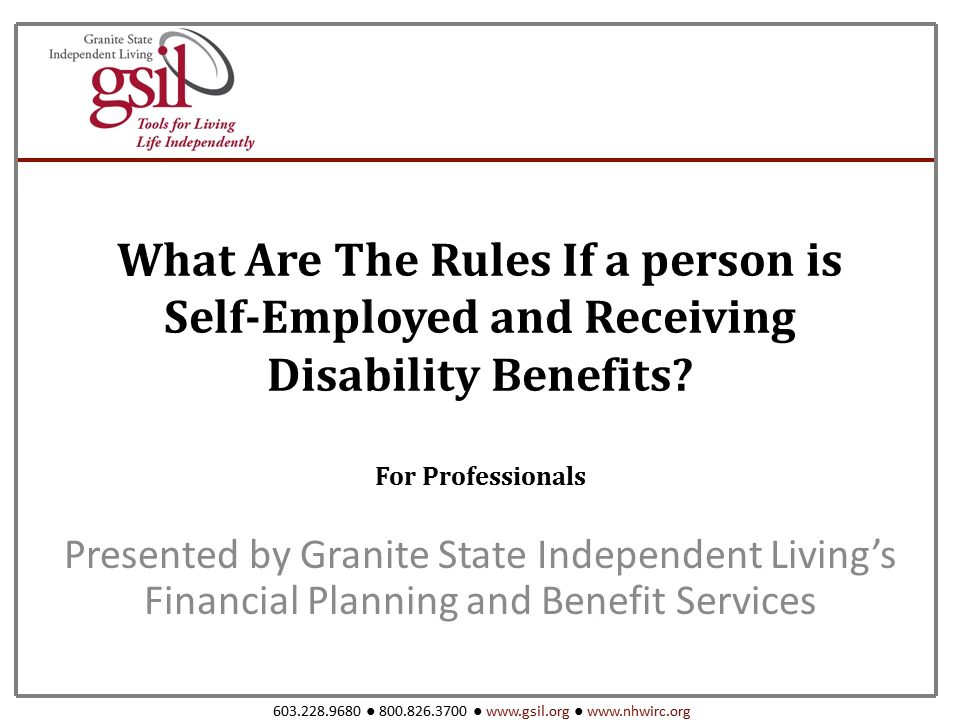 Granite State
Independent Living
gsil
Tools for Living
Life Independently
What Are The Rules If a person is
Self-Employed and Receiving
Disability Benefits?
For Professionals
Presented by Granite State Independent Living’s
Financial Planning and Benefit Services
603.228.9680 ● 800.826.3700 ● www.gsil.org ● www.nhwirc.org